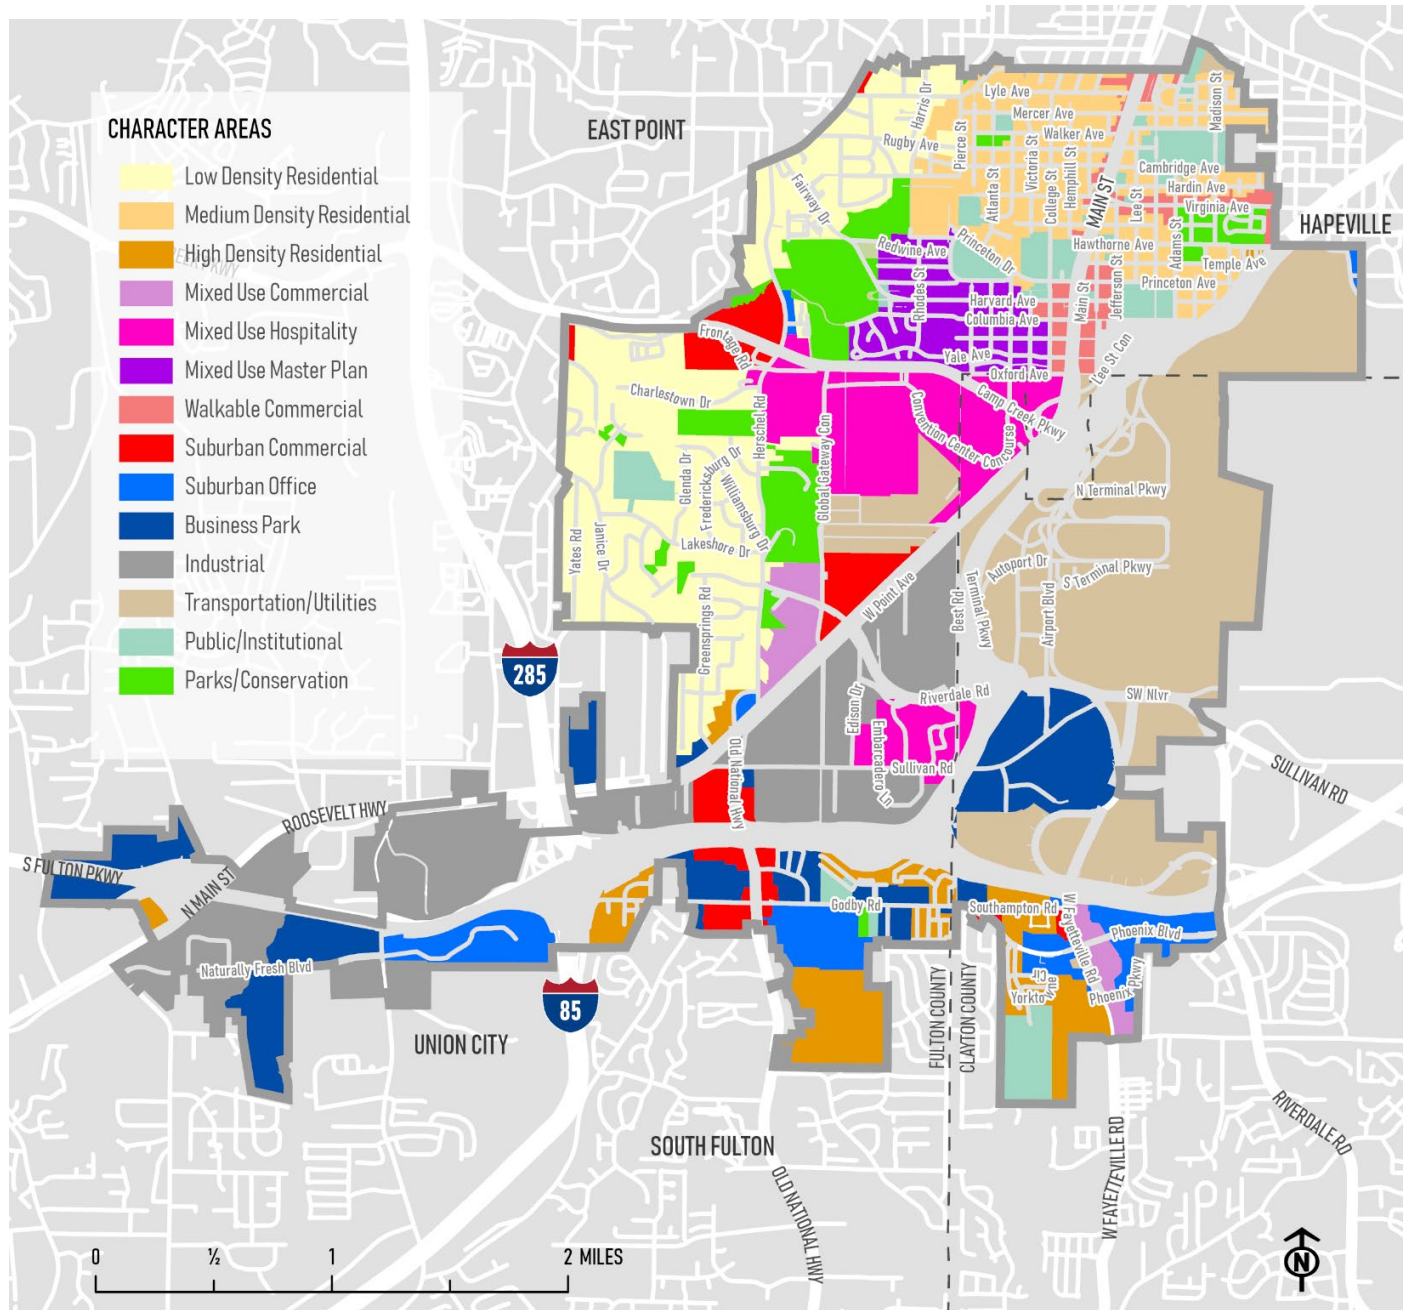 EAST POINT
HAPEVILLE
CHARACTER AREAS
Low Density Residential
Medium Density Residential
High Density Residential
Mixed Use Commercial
Mixed Use Hospitality
Mixed Use Master Plan
Walkable Commercial
Suburban Commercial
Suburban Office
Business Park
Industrial
Transportation/Utilities
Public/Institutional
Parks/Conservation
Lyle Ave
Harris Dr
Madison St
Mercer Ave
Walker Ave
Rugby Ave
Pierce St
Victoria St
Hemphill St
Cambridge Ave
Atlanta St
College St
MAIN ST
Lee St
Hardin Ave
Virginia Ave
Fairway Dr
Redwine Ave
Princeton Dr
Hawthorne Ave
Adams St
Temple Ave
Princeton Ave
Jefferson St
Main St
Rhodes St
Harvard Ave
Columbia Ave
Yale Ave
Oxford Ave
Lee St Con
Frontage Rd
Charlestown Dr
Herschel Rd
Camp Creek Pkwy
Convention Center Concourse
Global Gateway Con
Glenda Dr
Fredericksburg Dr
Williamsburg Dr
Lakeshore Dr
Yates Rd
Janice Dr
Greensprings Rd
N Terminal Pkwy
S Terminal Pkwy
Autoport Dr
Airport Blvd
Terminal Pkwy
Best Rd
W Point Ave
285
Riverdale Rd
SW Nlvr
Edison Dr
Embarcadero Ln
Sullivan Rd
Old National Hwy
SULLIVAN RD
ROOSEVELT HWY
S FULTON PKWY
N MAIN ST
Naturally Fresh Blvd
Godby Rd
Southampton Rd
W Fayetteville Rd
Phoenix Blvd
Phoenix Pkwy
85
UNION CITY
FULTON COUNTY
CLAYTON COUNTY
SOUTH FULTON
OLD NATIONAL HWY
W FAYETTEVILLE RD
RIVERDALE RD
0 ½ 1 2 MILES
N